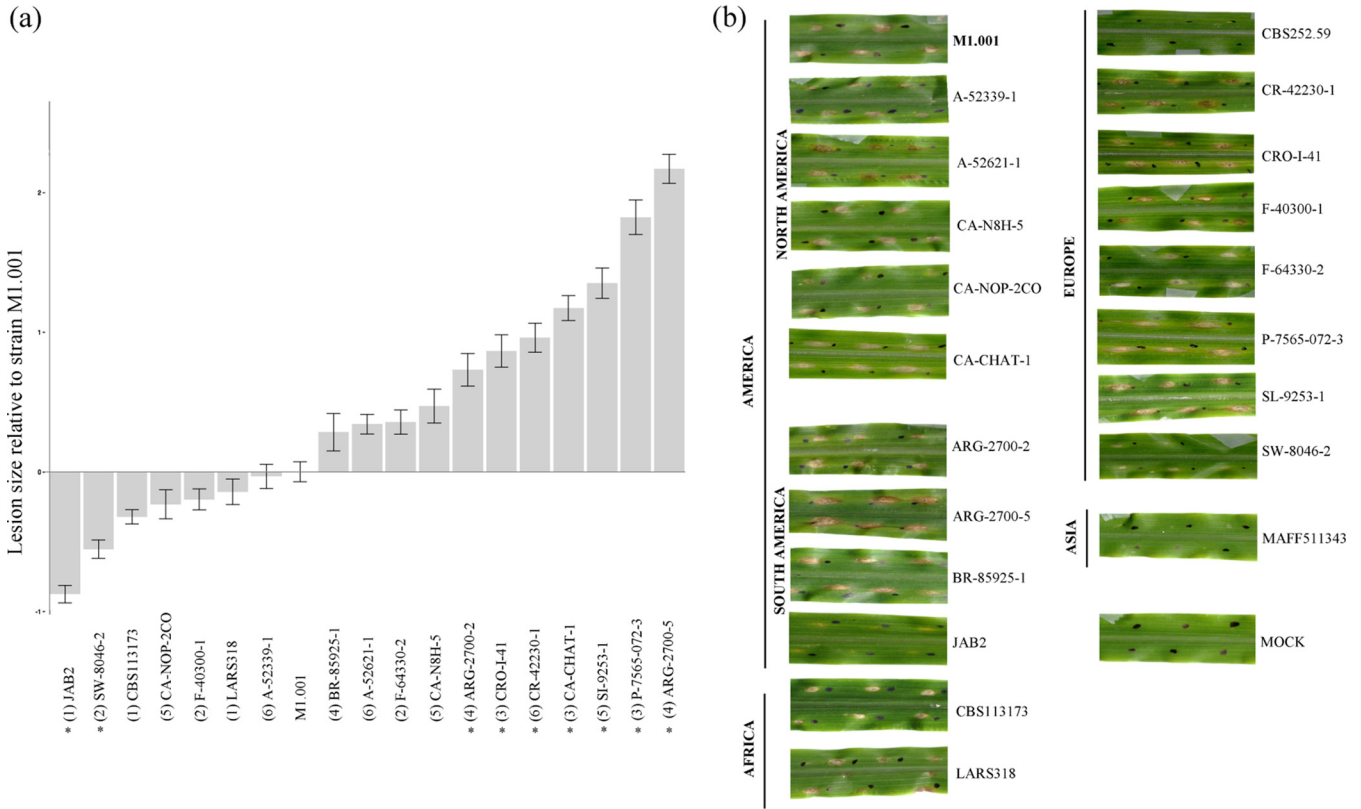 (a)
Lesion size relative to strain M1.001
2
1
0
-1
* (1) JAB2
* (2) SW-8046-2
(1) CBS113173
(5) CA-NOP-2CO
(2) F-40300-1
(1) LARS318
(6) A-52339-1
M1.001
(4) BR-85925-1
(6) A-52621-1
(2) F-64330-2
(5) CA-N8H-5
* (4) ARG-2700-2
* (3) CRO-I-41
* (6) CR-42230-1
* (3) CA-CHAT-1
* (5) SI-9253-1
* (3) P-7565-072-3
* (4) ARG-2700-5
(b)
AMERICA
NORTH AMERICA
M1.001
A-52339-1
A-52621-1
CA-N8H-5
CA-NOP-2CO
CA-CHAT-1
SOUTH AMERICA
ARG-2700-2
ARG-2700-5
BR-85925-1
JAB2
AFRICA
CBS113173
LARS318
EUROPE
CBS252.59
CR-42230-1
CRO-I-41
F-40300-1
F-64330-2
P-7565-072-3
SL-9253-1
SW-8046-2
ASIA
MAFF511343
MOCK